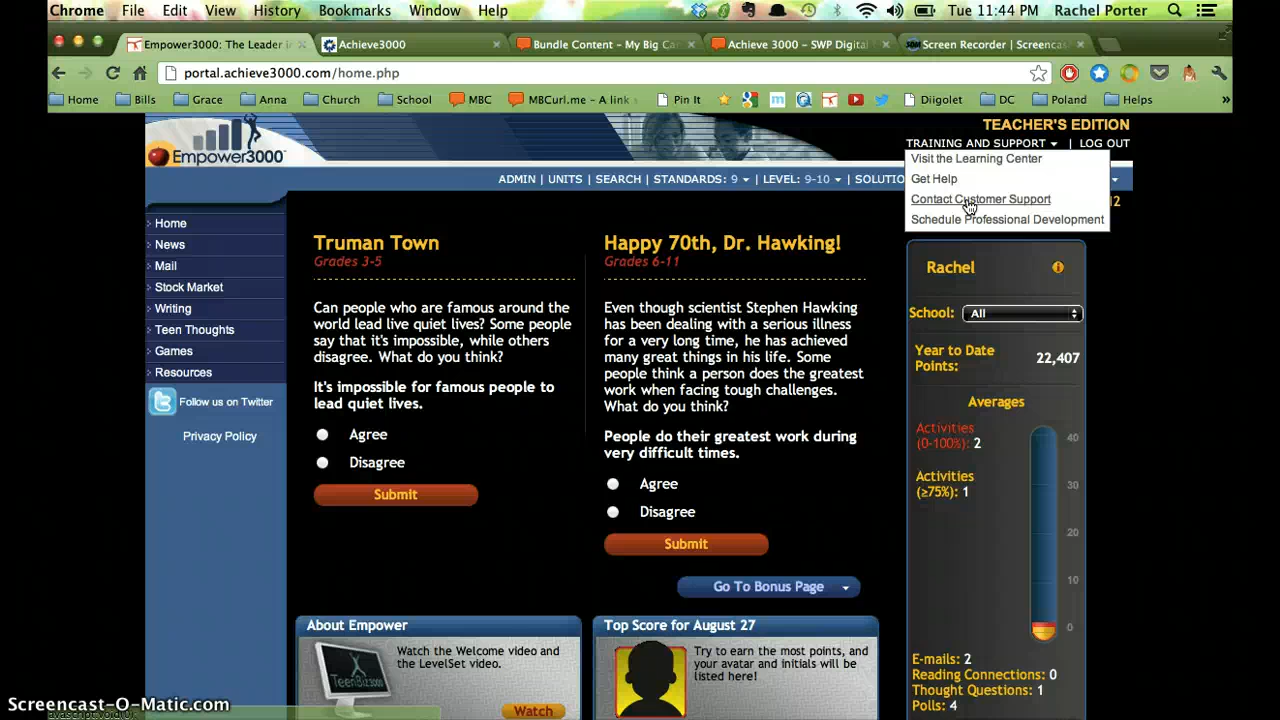 Chrome File Edit View History Bookmarks Window Help Tue 11:44 PM Rachel Porter
Empower3000: The Leader i
Achieve3000
Bundle Content - My Big Ca
Achieve 3000 - SWP Digital
Screen Recorder | Screencas
portal.achieve3000.com/home.php
Home Bills Grace Anna Church School MBC MBCurl.me - A link s Pin It Diigolet DC Poland Helps
TEACHER'S EDITION
Empower3000
TRAINING AND SUPPORT | LOG OUT
Visit the Learning Center
Get Help
Contact Customer Support
Schedule Professional Development
ADMIN | UNITS | SEARCH | STANDARDS: 9 | LEVEL: 9-10 | SOLUTIO
12
Home
News
Mail
Stock Market
Writing
Teen Thoughts
Games
Resources
Follow us on Twitter
Privacy Policy
Truman Town
Grades 3-5
Can people who are famous around the
world lead live quiet lives? Some people
say that it's impossible, while others
disagree. What do you think?
It's impossible for famous people to
lead quiet lives.
Agree
Disagree
Submit
Happy 70th, Dr. Hawking!
Grades 6-11
Even though scientist Stephen Hawking
has been dealing with a serious illness
for a very long time, he has achieved
many great things in his life. Some
people think a person does the greatest
work when facing tough challenges.
What do you think?
People do their greatest work during
very difficult times.
Agree
Disagree
Submit
Go To Bonus Page
About Empower
Watch the Welcome video and
the LevelSet video.
TeenBiz3000
Watch
Top Score for August 27
Try to earn the most points, and
your avatar and initials will be
listed here!
Rachel
School: All
Year to Date
Points: 22,407
Averages
Activities
(0-100%): 2
Activities
(≥75%): 1
40
30
20
10
0
E-mails: 2
Reading Connections: 0
Thought Questions: 1
Polls: 4
Screencast-O-Matic.com